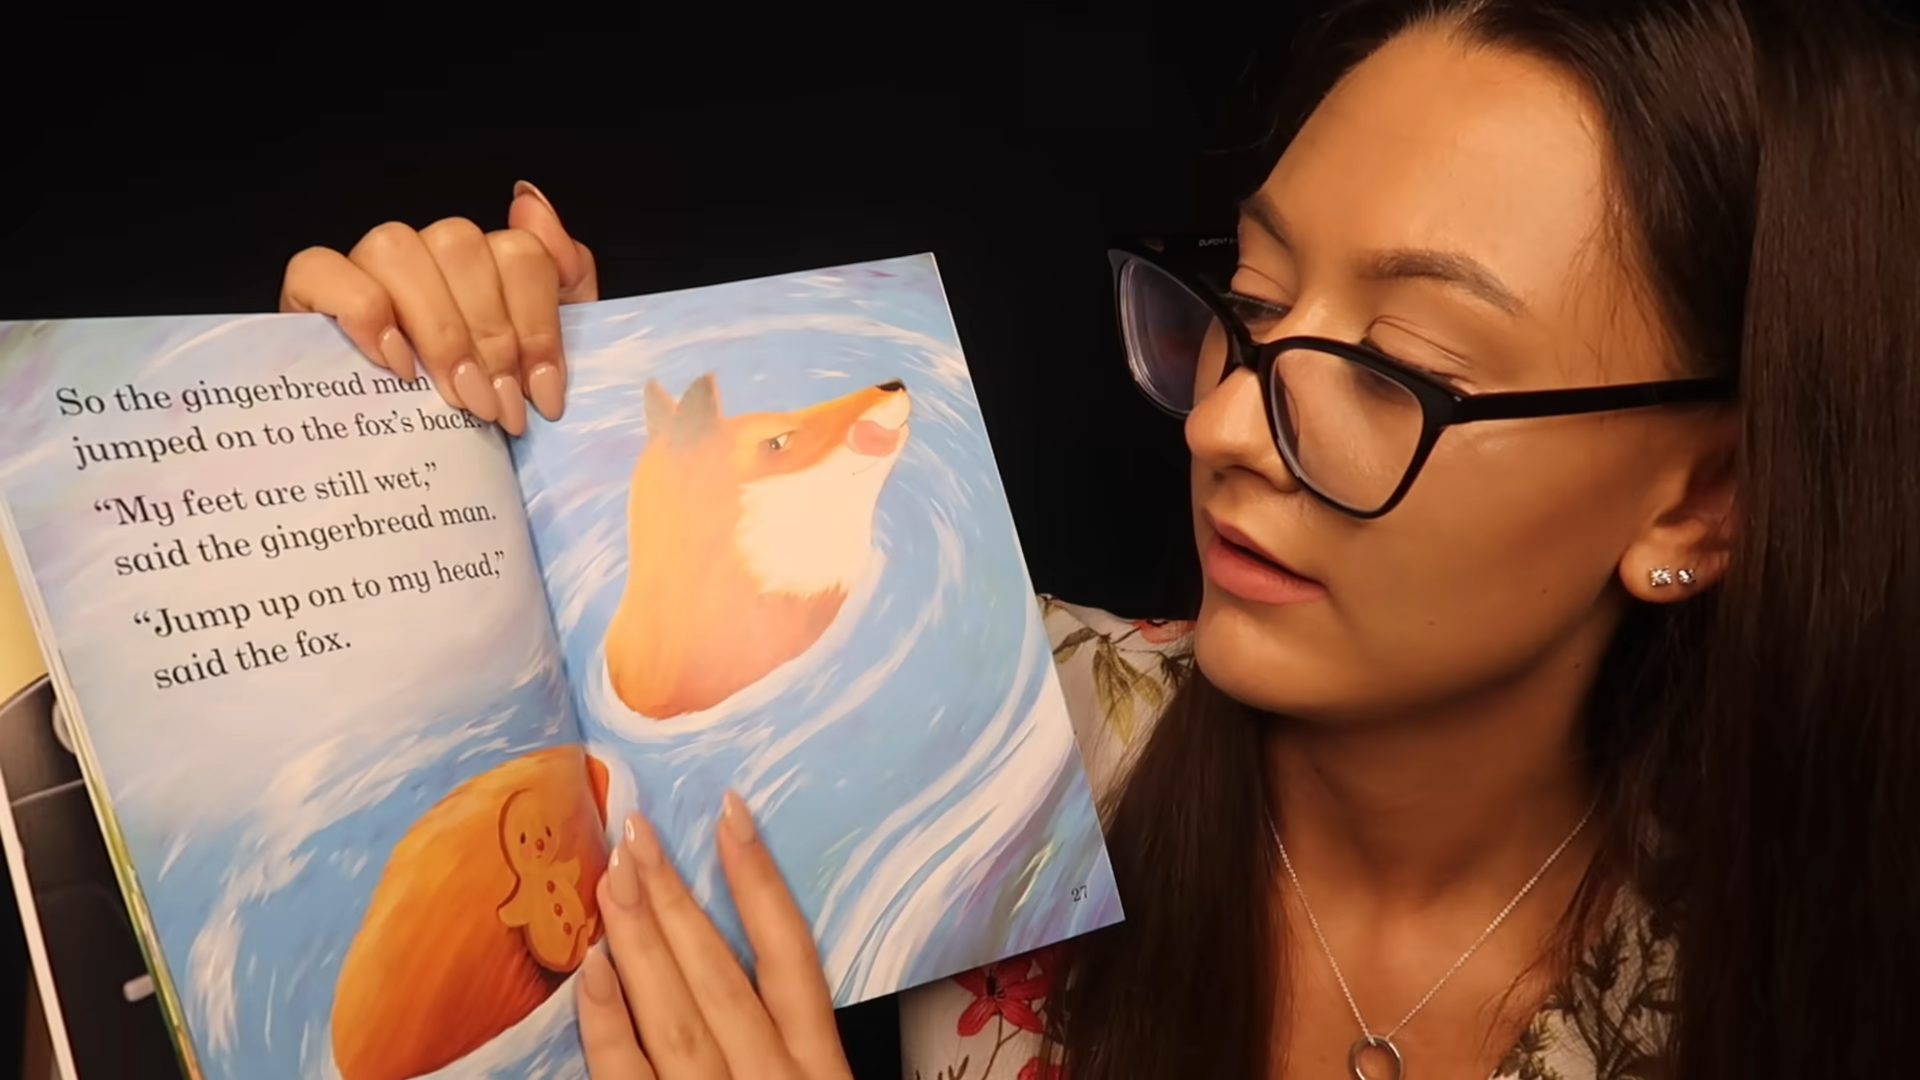 So the gingerbread man
jumped on to the fox's back.
“My feet are still wet,”
said the gingerbread man.
“Jump up on to my head,”
said the fox.
27